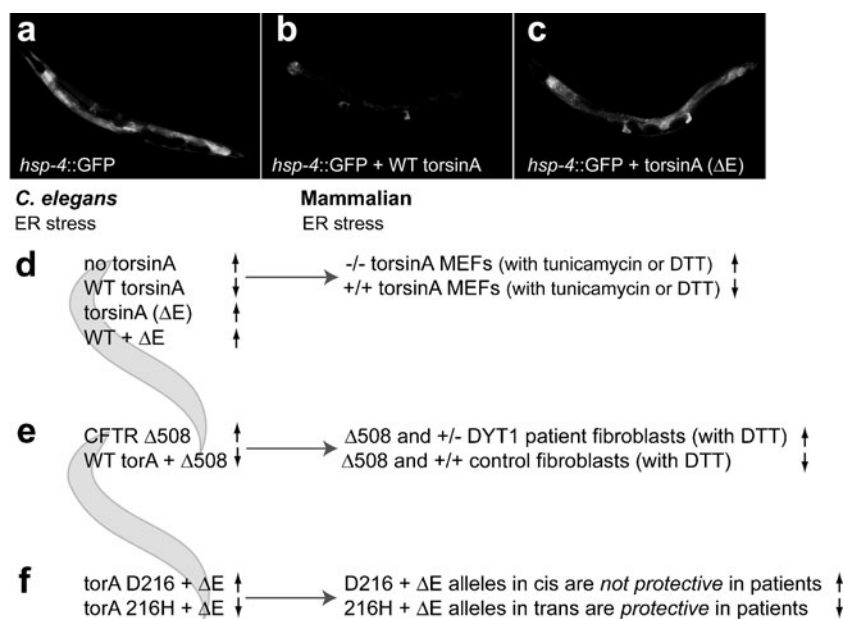 a
b
c
hsp-4::GFP
hsp-4::GFP + WT torsinA
hsp-4::GFP + torsinA (ΔE)
C. elegans
ER stress
Mammalian
ER stress
d
no torsinA ↑
-/- torsinA MEFs (with tunicamycin or DTT) ↑
WT torsinA ↓
+/+ torsinA MEFs (with tunicamycin or DTT) ↓
torsinA (ΔE) ↑
WT + ΔE ↑
e
CFTR Δ508 ↑
Δ508 and +/- DYT1 patient fibroblasts (with DTT) ↑
WT torA + Δ508 ↓
Δ508 and +/+ control fibroblasts (with DTT) ↓
f
torA D216 + ΔE ↑
D216 + ΔE alleles in cis are not protective in patients ↑
torA 216H + ΔE ↓
216H + ΔE alleles in trans are protective in patients ↓